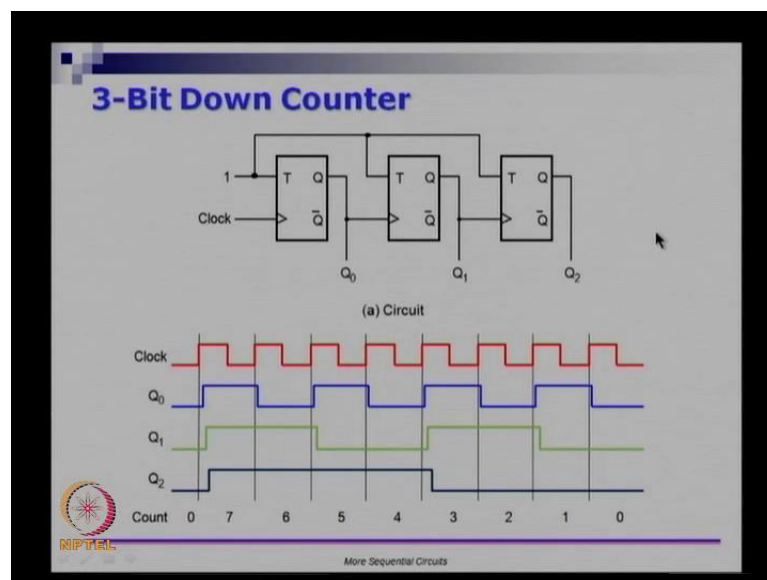 3-Bit Down Counter
1 T Q T Q T Q
Clock Q̄ Q̄ Q̄
Q₀ Q₁ Q₂
(a) Circuit
Clock
Q₀
Q₁
Q₂
Count 0 7 6 5 4 3 2 1 0
NPTEL
More Sequential Circuits